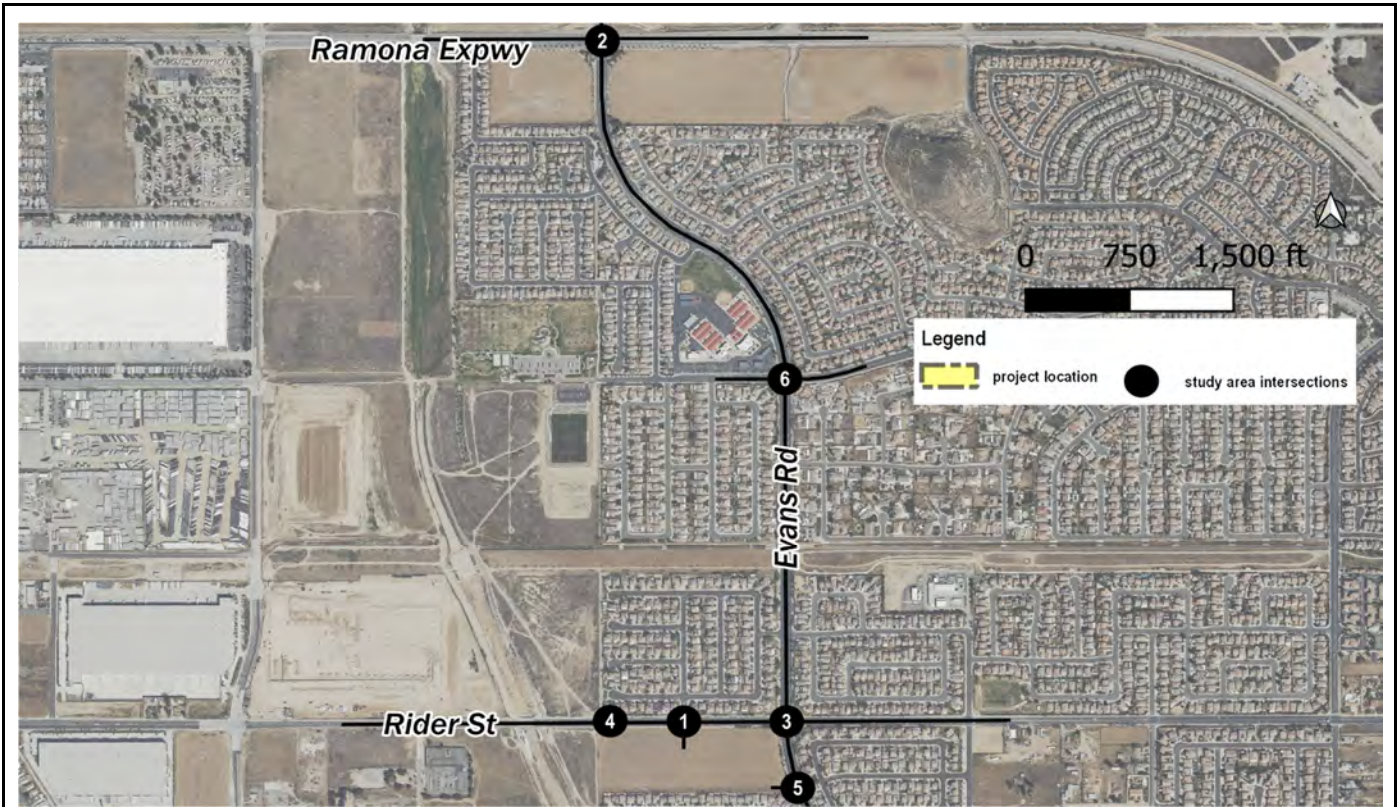 Ramona Expwy
2
0 750 1,500 ft
Legend
project location
study area intersections
6
Evans Rd
Rider St
4
1
3
5